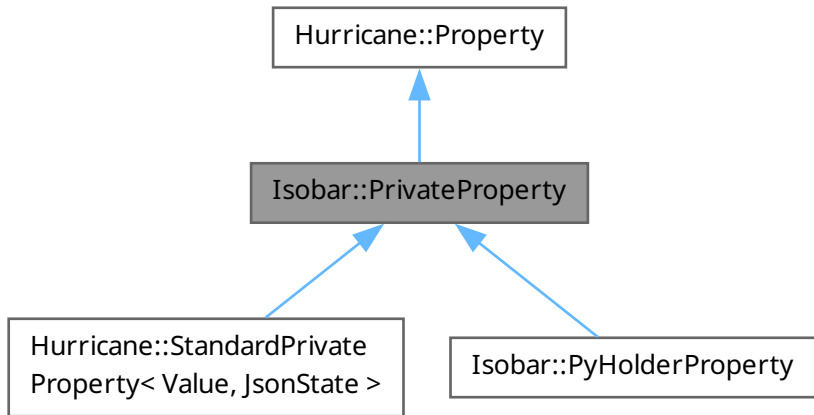 Hurricane::Property
Isobar::PrivateProperty
Hurricane::StandardPrivate
Property< Value, JsonState >
Isobar::PyHolderProperty